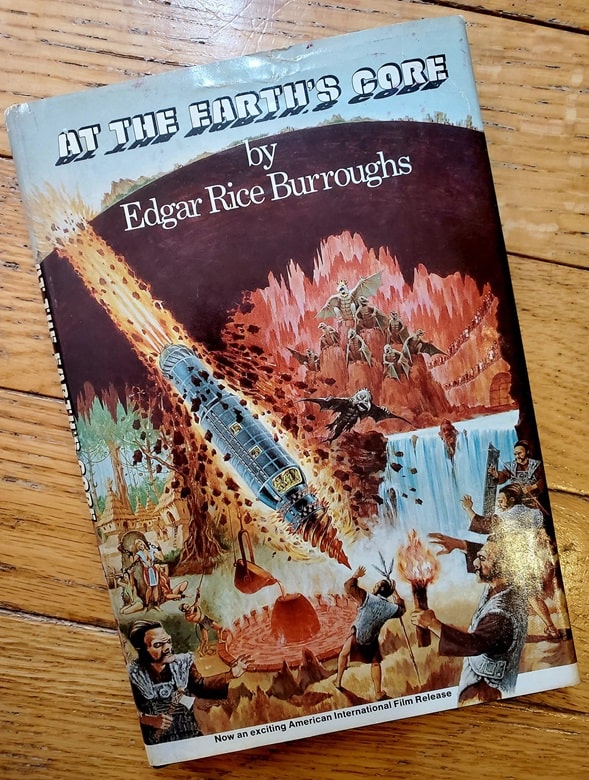 AT THE EARTH'S CORE
by
Edgar Rice Burroughs
Now an exciting American International Film Release